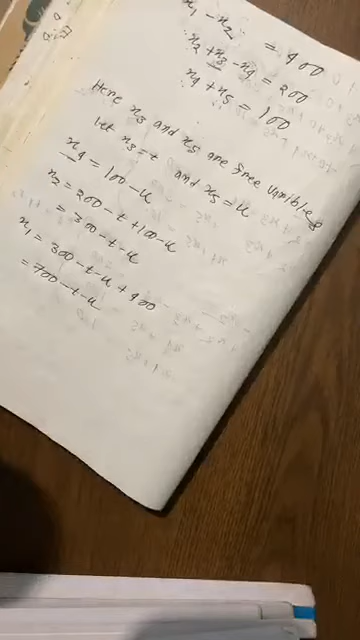 x₁ - x₂ = 400
x₂ + x₃ - x₄ = 200
x₄ + x₅ = 100
Here x₃ and x₅ are free variables
let x₃ = t and x₅ = u
x₄ = 100 - u
x₂ = 200 - t + 100 - u
= 300 - t - u
x₁ = 300 - t - u + 400
= 700 - t - u